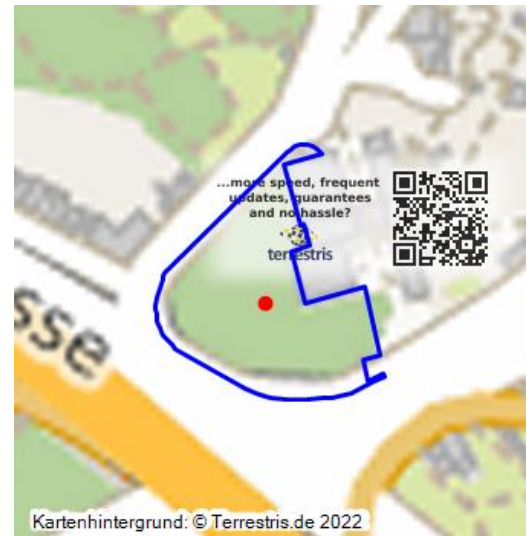 ...more speed, frequent
updates, guarantees
and no hassle?
terrestris
sse
Kartenhintergrund: © Terrestris.de 2022